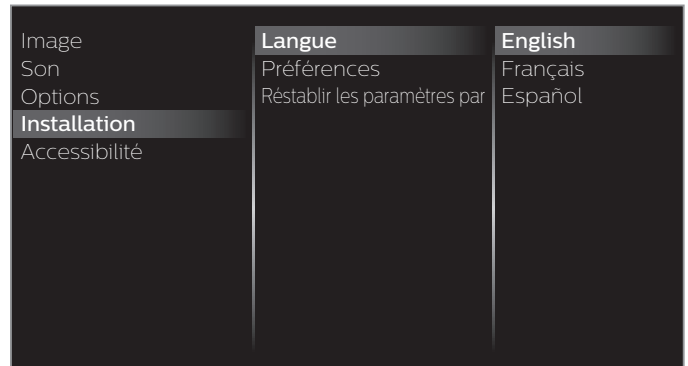 Image
Son
Options
Installation
Accessibilité
Langue
Préférences
Réstablir les paramètres par
English
Français
Español